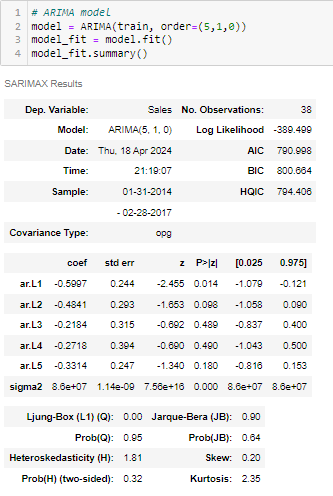 1 # ARIMA model
2 model = ARIMA(train, order=(5,1,0))
3 model_fit = model.fit()
4 model_fit.summary()
SARIMAX Results
Dep. Variable: Sales No. Observations: 38
Model: ARIMA(5, 1, 0) Log Likelihood -389.499
Date: Thu, 18 Apr 2024 AIC 790.998
Time: 21:19:07 BIC 800.664
Sample: 01-31-2014 HQIC 794.406
- 02-28-2017
Covariance Type: opg
coef std err z P>|z| [0.025 0.975]
ar.L1 -0.5997 0.244 -2.455 0.014 -1.079 -0.121
ar.L2 -0.4841 0.293 -1.653 0.098 -1.058 0.090
ar.L3 -0.2184 0.315 -0.692 0.489 -0.837 0.400
ar.L4 -0.2718 0.394 -0.690 0.490 -1.043 0.500
ar.L5 -0.3314 0.247 -1.340 0.180 -0.816 0.153
sigma2 8.6e+07 1.14e-09 7.56e+16 0.000 8.6e+07 8.6e+07
Ljung-Box (L1) (Q): 0.00 Jarque-Bera (JB): 0.90
Prob(Q): 0.95 Prob(JB): 0.64
Heteroskedasticity (H): 1.81 Skew: 0.20
Prob(H) (two-sided): 0.32 Kurtosis: 2.35